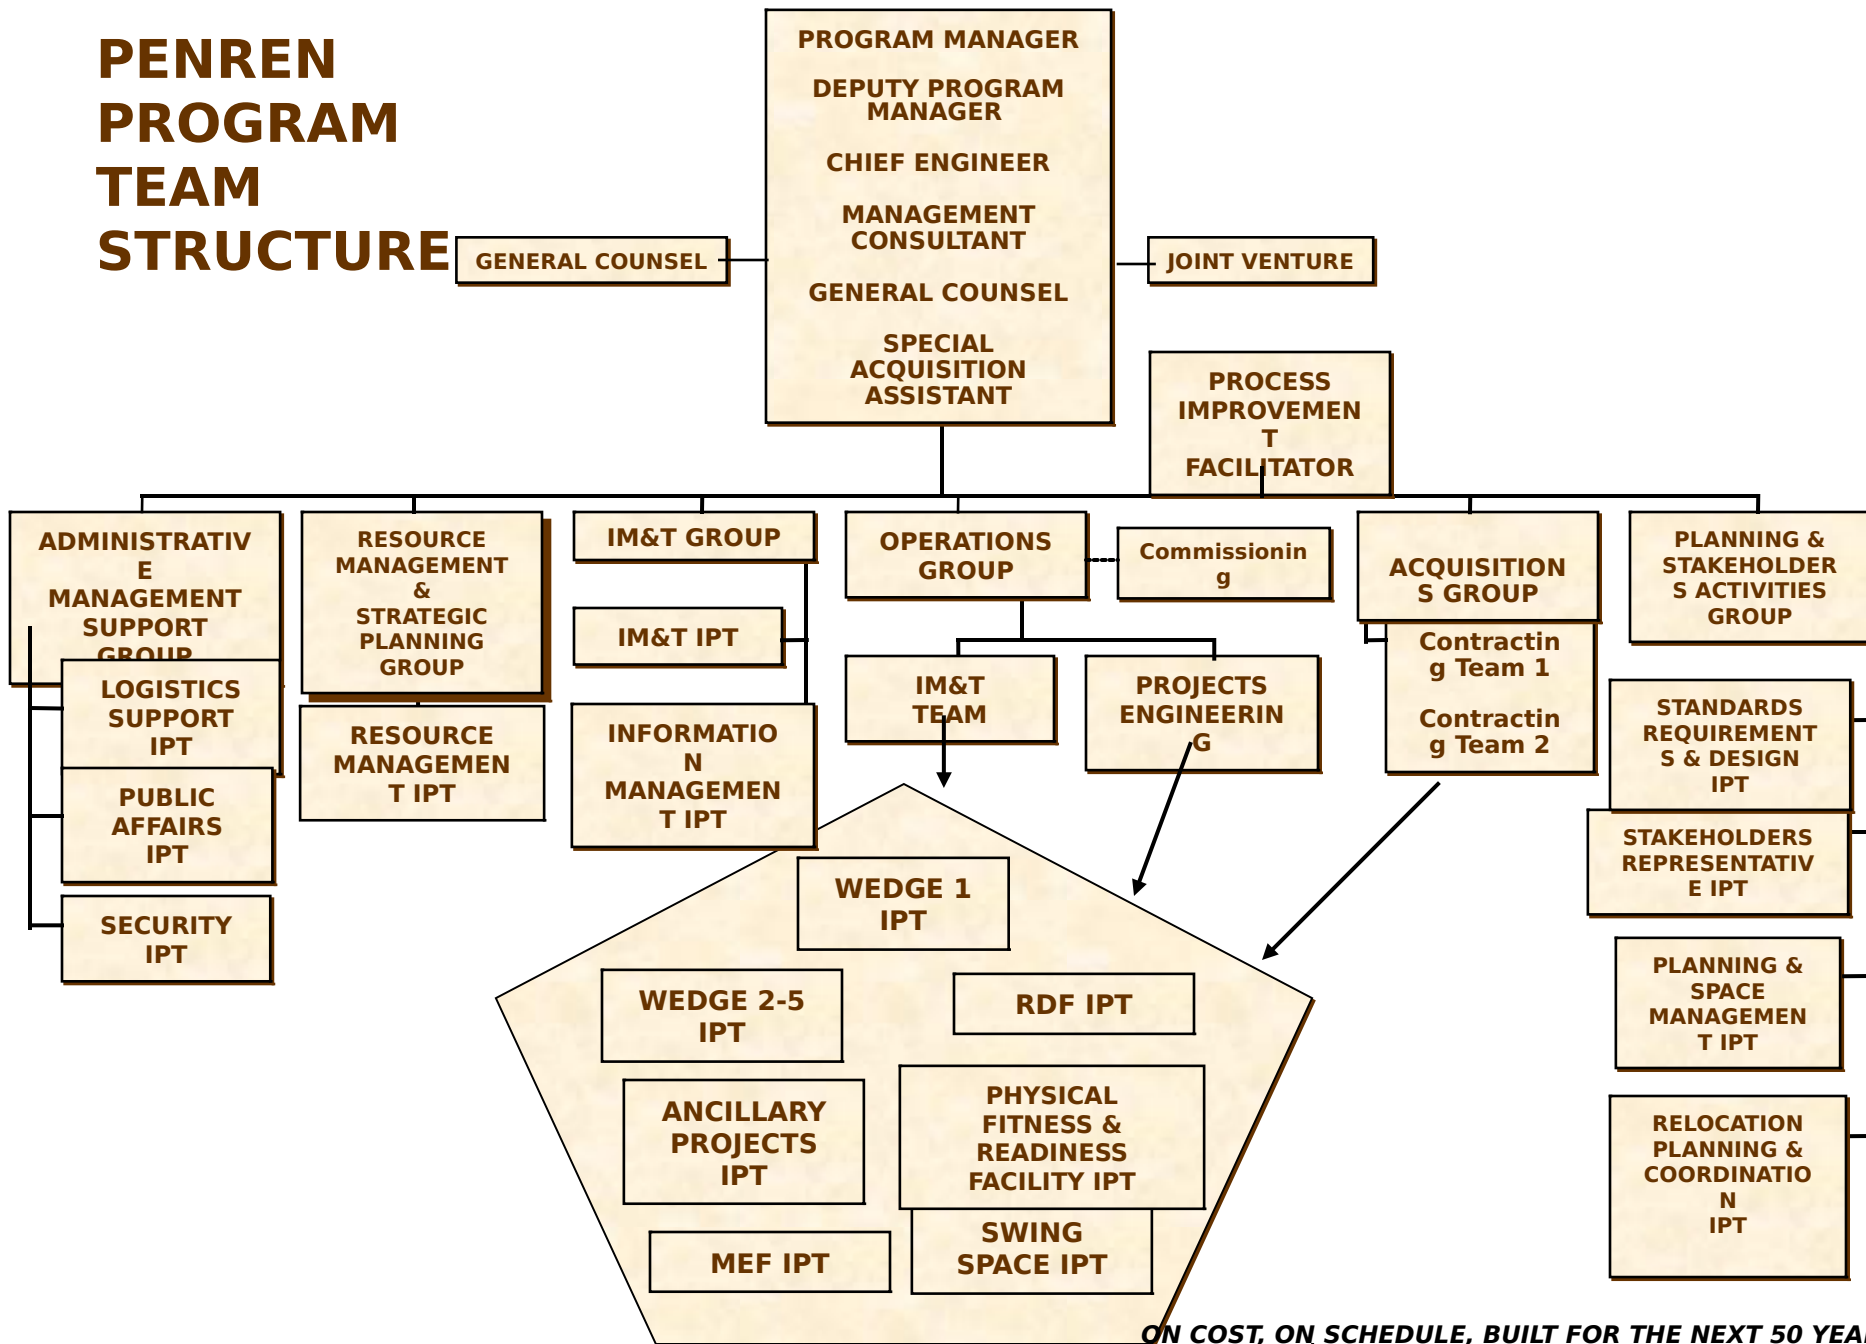 PENREN
PROGRAM
TEAM
STRUCTURE
PROGRAM MANAGER
DEPUTY PROGRAM
MANAGER
CHIEF ENGINEER
MANAGEMENT
CONSULTANT
GENERAL COUNSEL
SPECIAL
ACQUISITION
ASSISTANT
GENERAL COUNSEL
JOINT VENTURE
PROCESS
IMPROVEMEN
T
FACILITATOR
ADMINISTRATIV
E
MANAGEMENT
SUPPORT
GROUP
LOGISTICS
SUPPORT
IPT
PUBLIC
AFFAIRS
IPT
SECURITY
IPT
RESOURCE
MANAGEMENT
&
STRATEGIC
PLANNING
GROUP
RESOURCE
MANAGEMEN
T IPT
IM&T GROUP
IM&T IPT
INFORMATIO
N
MANAGEMEN
T IPT
OPERATIONS
GROUP
Commissionin
g
IM&T
TEAM
PROJECTS
ENGINEERIN
G
ACQUISITION
S GROUP
Contractin
g Team 1
Contractin
g Team 2
PLANNING &
STAKEHOLDER
S ACTIVITIES
GROUP
STANDARDS
REQUIREMENT
S & DESIGN
IPT
STAKEHOLDERS
REPRESENTATIV
E IPT
PLANNING &
SPACE
MANAGEMEN
T IPT
RELOCATION
PLANNING &
COORDINATIO
N
IPT
WEDGE 1
IPT
WEDGE 2-5
IPT
RDF IPT
ANCILLARY
PROJECTS
IPT
PHYSICAL
FITNESS &
READINESS
FACILITY IPT
MEF IPT
SWING
SPACE IPT
ON COST, ON SCHEDULE, BUILT FOR THE NEXT 50